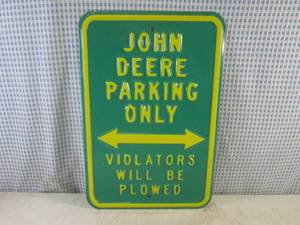 JOHN
DEERE
PARKING
ONLY
VIOLATORS
WILL BE
PLOWED